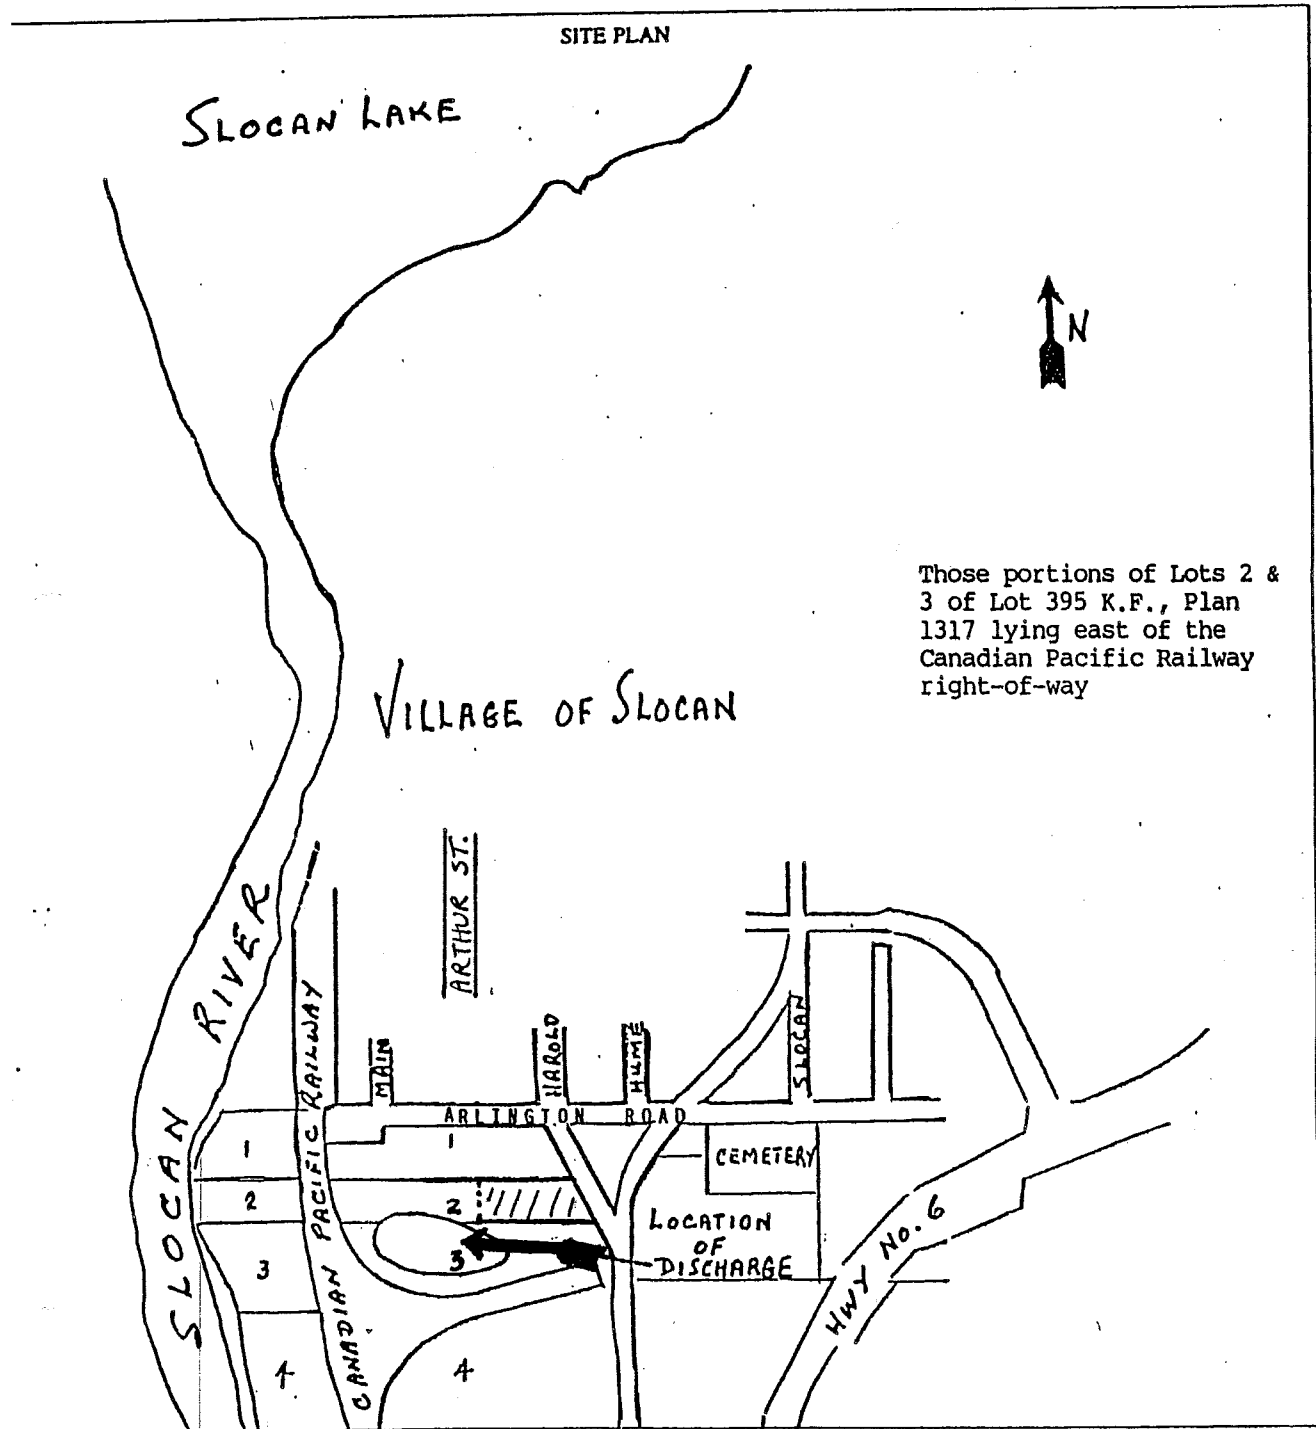 SITE PLAN
SLOCAN LAKE
N
Those portions of Lots 2 &
3 of Lot 395 K.F., Plan
1317 lying east of the
Canadian Pacific Railway
right-of-way
VILLAGE OF SLOCAN
ARTHUR ST.
SLOCAN RIVER
CANADIAN PACIFIC RAILWAY
MAIN
HAROLD
HUME
SLOCAN
ARLINGTON ROAD
1
1
CEMETERY
2
2
LOCATION
OF
DISCHARGE
3
3
HWY NO. 6
4
4